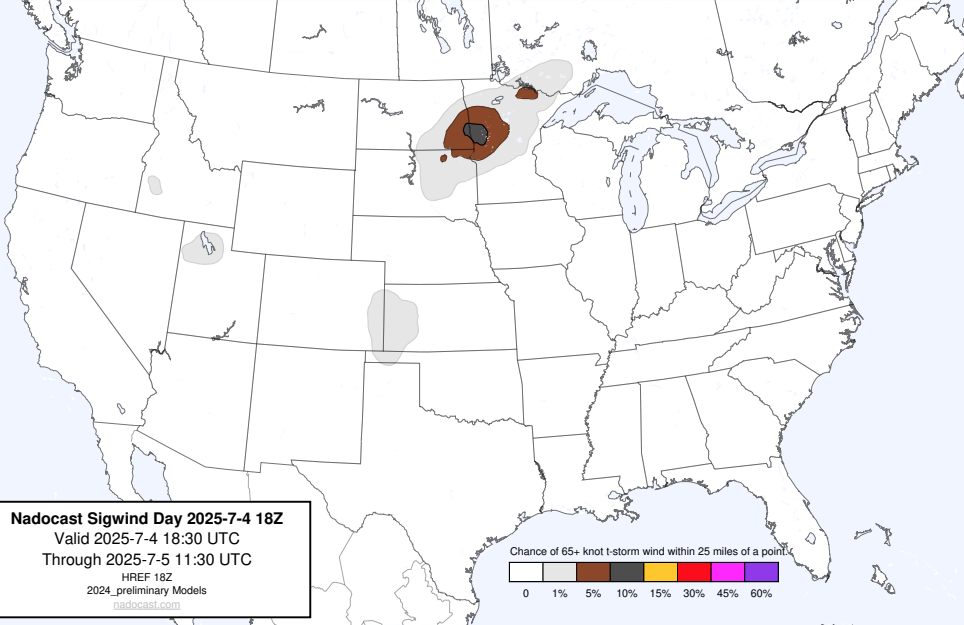 Nadocast Sigwind Day 2025-7-4 18Z
Valid 2025-7-4 18:30 UTC
Through 2025-7-5 11:30 UTC
HREF 18Z
2024_preliminary Models
nadocast.com
Chance of 65+ knot t-storm wind within 25 miles of a point.
0 1% 5% 10% 15% 30% 45% 60%